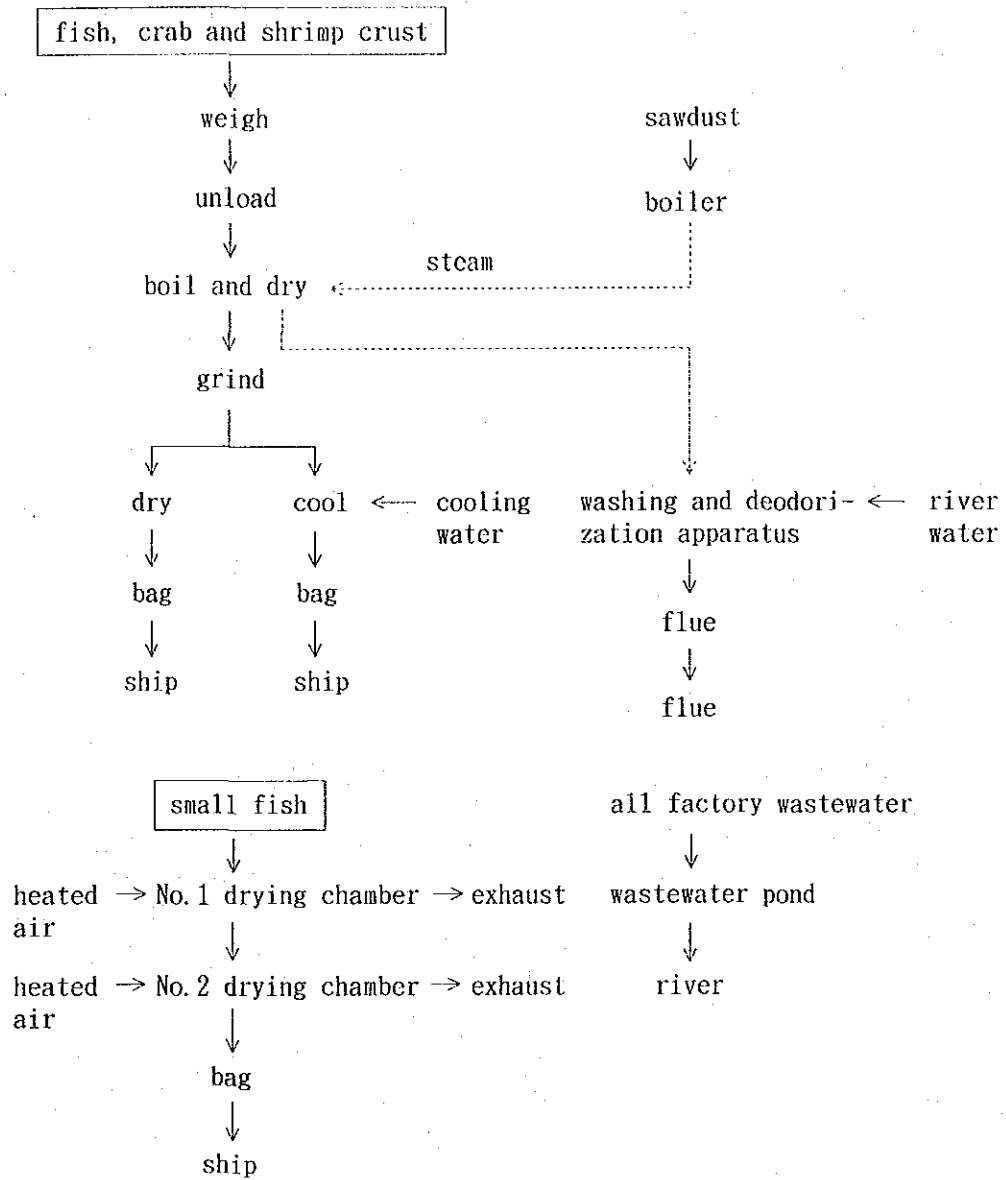 fish, crab and shrimp crust
weigh
sawdust
unload
boiler
steam
boil and dry
grind
dry
cool
cooling
water
washing and deodori-
zation apparatus
river
water
bag
bag
flue
ship
ship
flue
small fish
all factory wastewater
heated
air
No.1 drying chamber
exhaust
wastewater pond
heated
air
No.2 drying chamber
exhaust
river
bag
ship